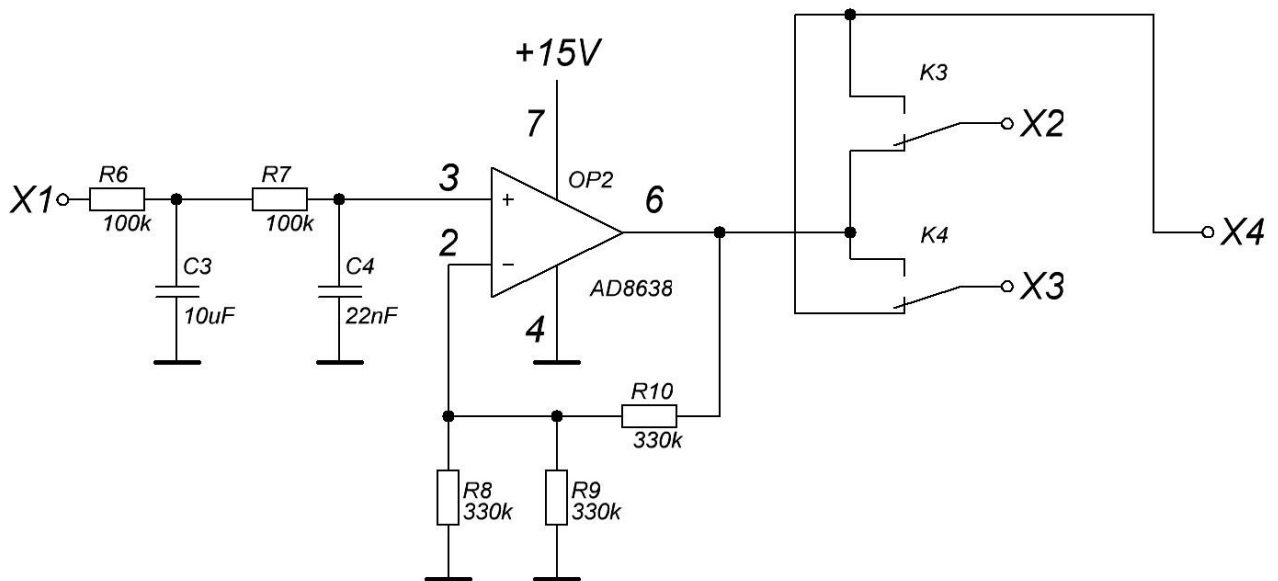 +15V
K3
7
X2
R6
R7
3
OP2
6
X1
100k
100k
+
K4
X4
2
−
C3
C4
AD8638
X3
10uF
22nF
4
R10
330k
R8
R9
330k
330k